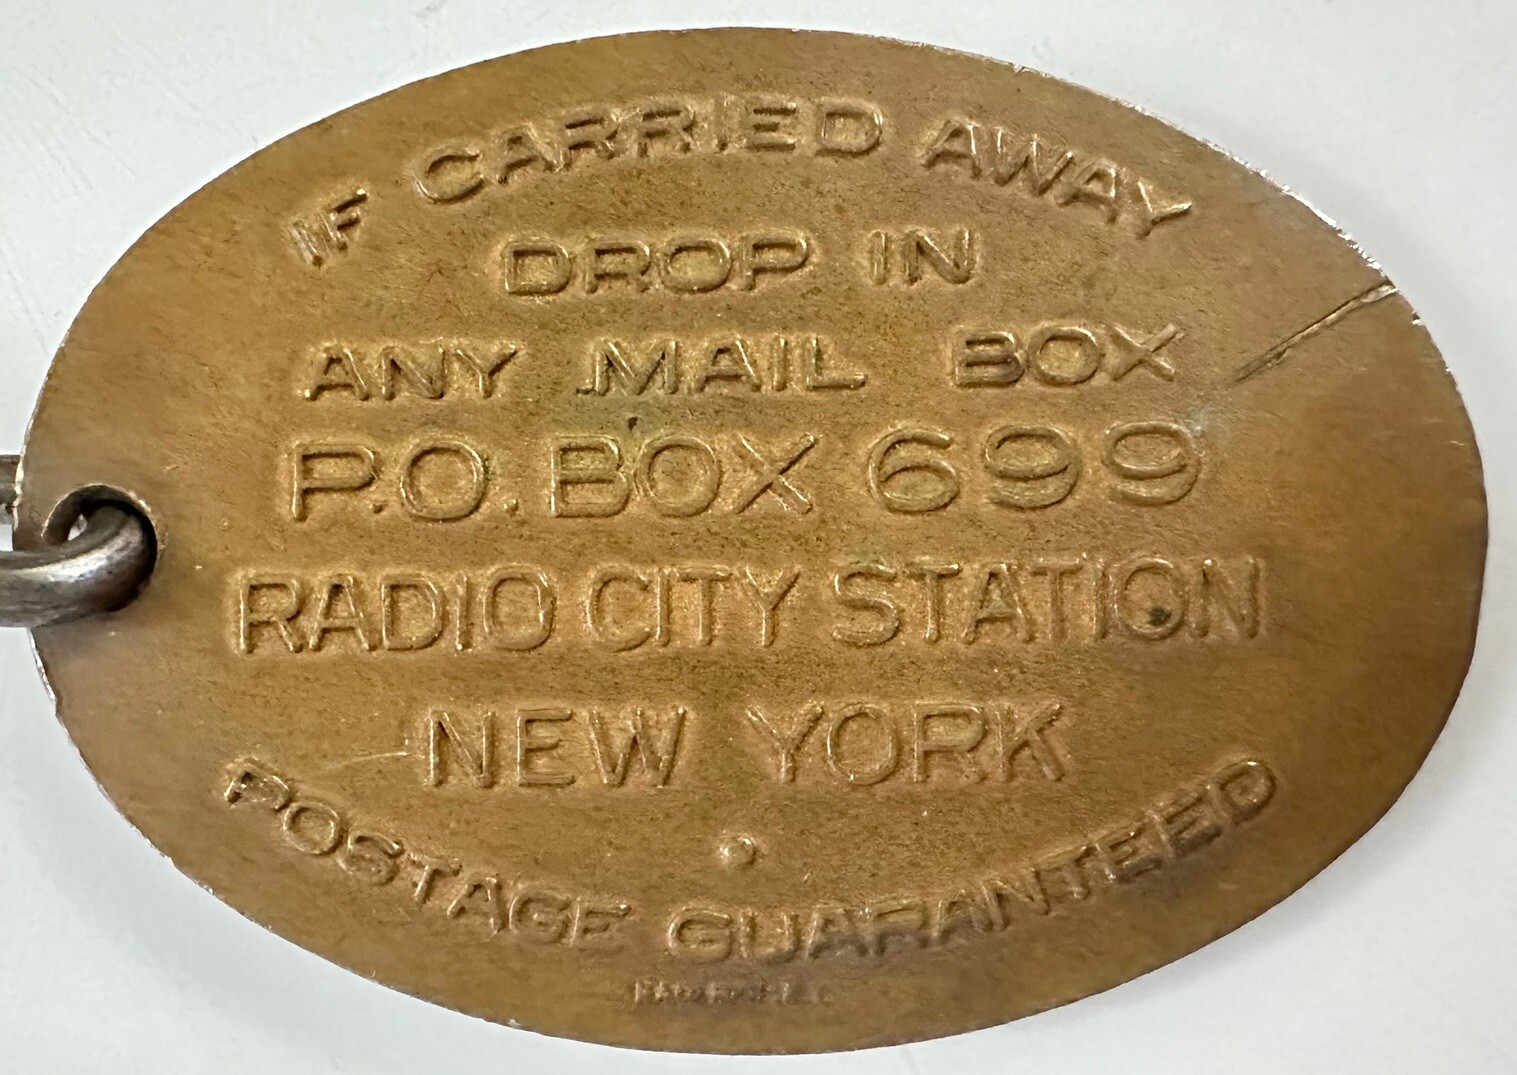 IF CARRIED AWAY
DROP IN
ANY MAIL BOX
P.O. BOX 699
RADIO CITY STATION
NEW YORK
POSTAGE GUARANTEED